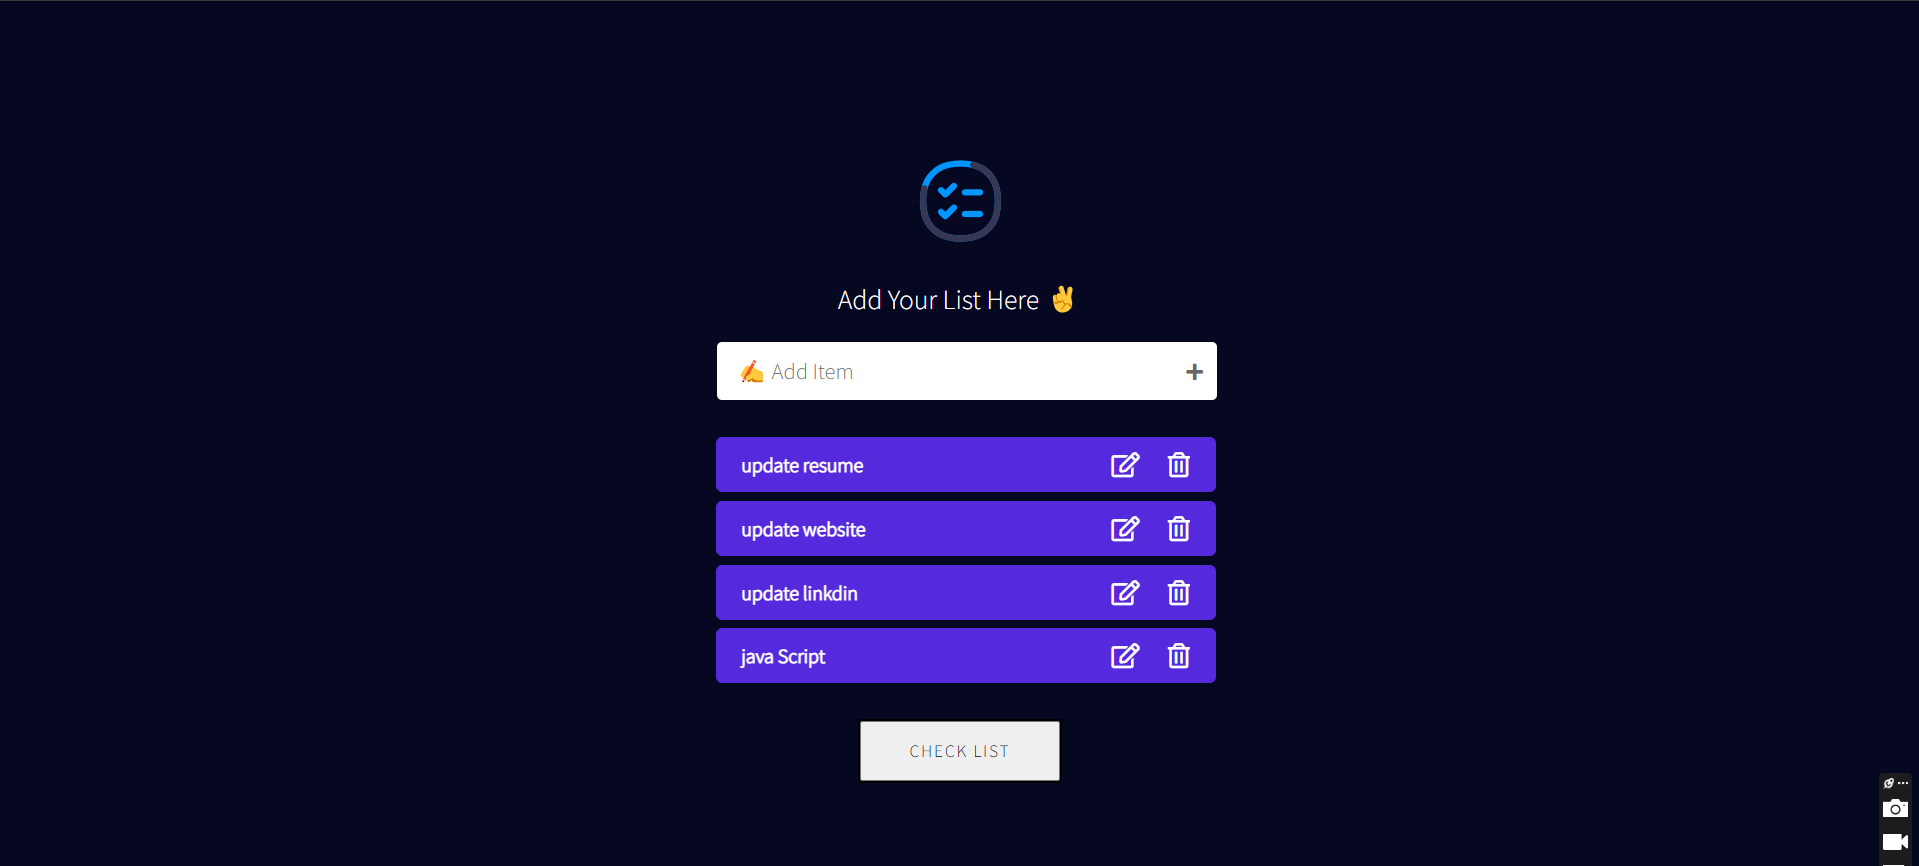 Add Your List Here ✌
✍ Add Item
update resume
update website
update linkdin
java Script
CHECK LIST